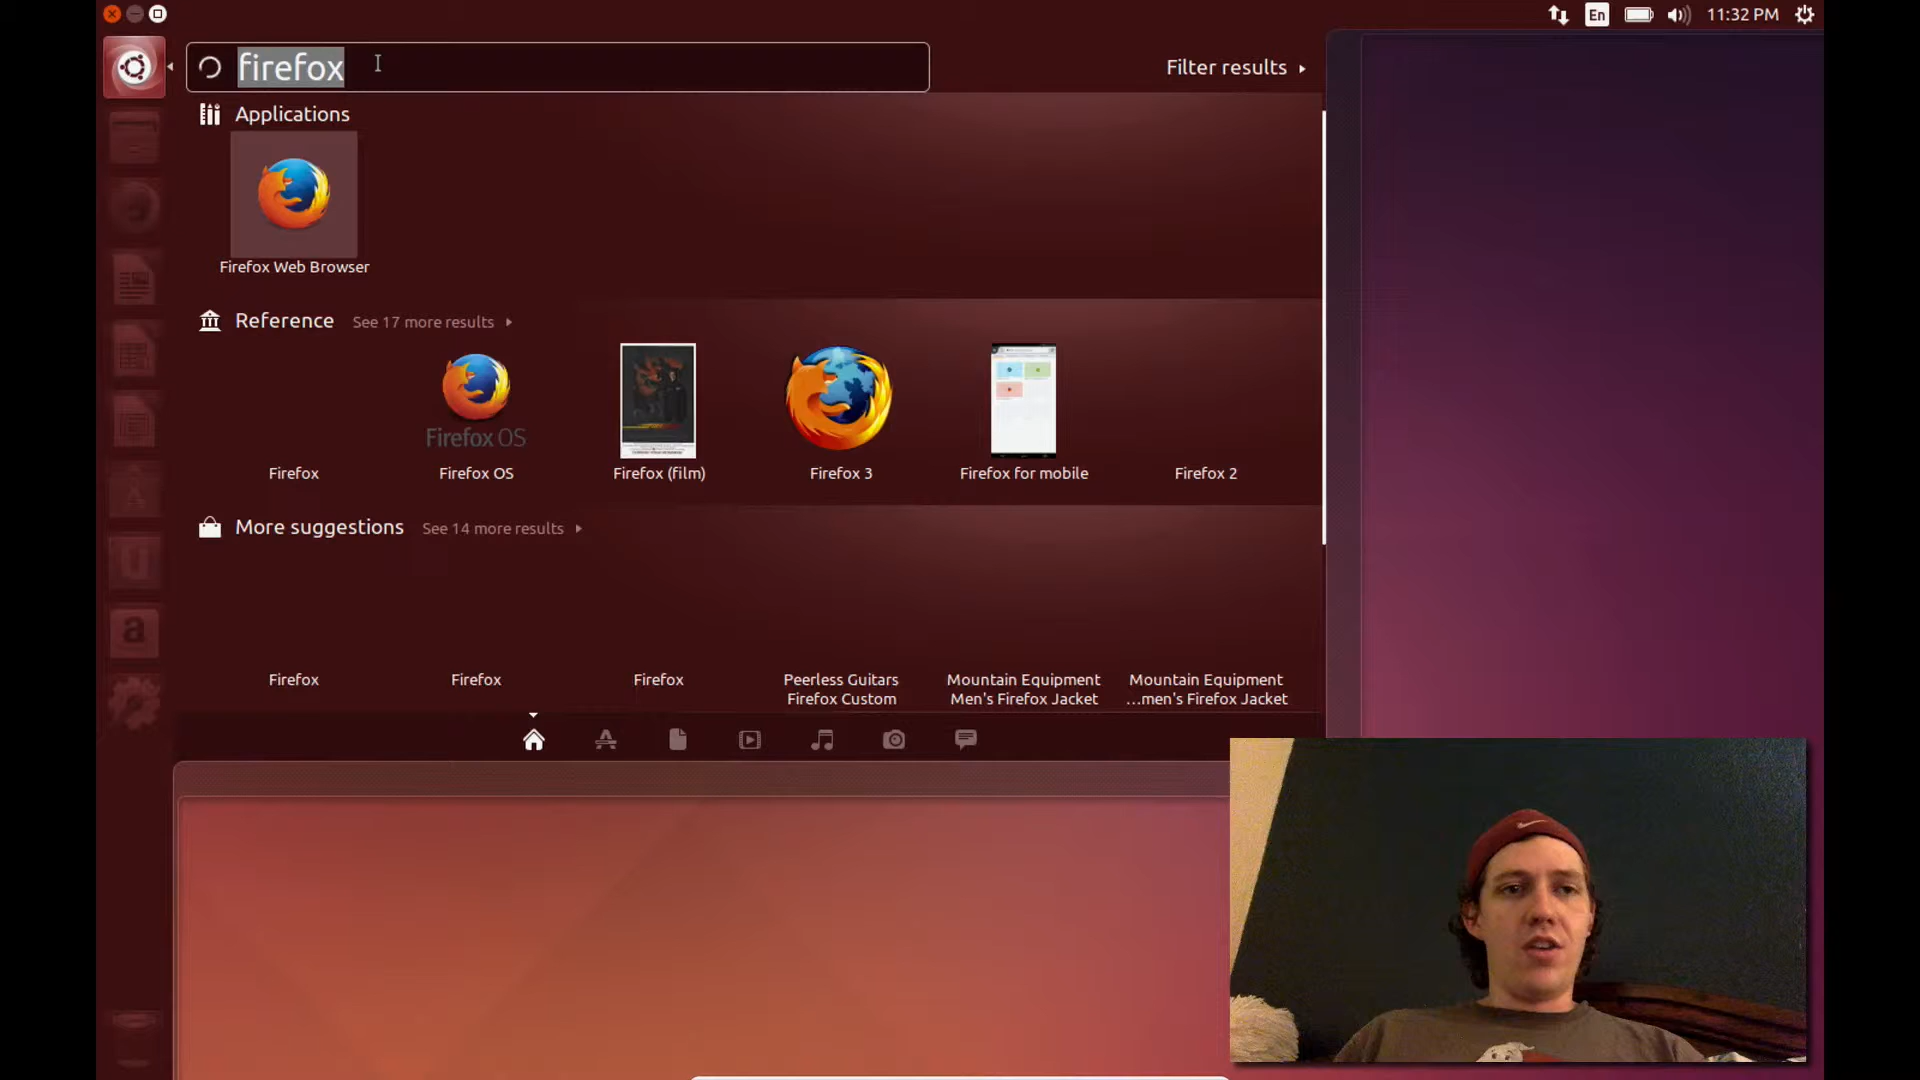 En
11:32 PM
firefox
Filter results
Applications
Firefox Web Browser
Reference See 17 more results
Firefox OS
Firefox
Firefox OS
Firefox (film)
Firefox 3
Firefox for mobile
Firefox 2
More suggestions See 14 more results
Firefox
Firefox
Firefox
Peerless Guitars
Firefox Custom
Mountain Equipment
Men's Firefox Jacket
Mountain Equipment
...men's Firefox Jacket